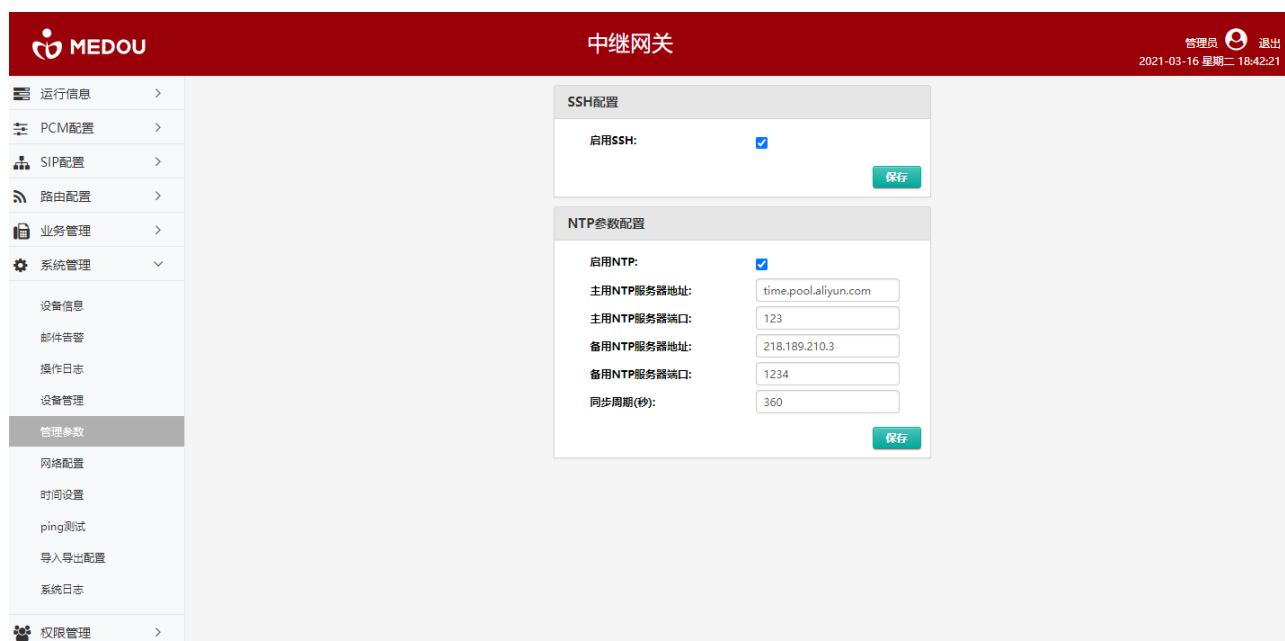 MEDOU
中继网关
管理员 退出
2021-03-16 星期二 18:42:21
运行信息
PCM配置
SIP配置
路由配置
业务管理
系统管理
设备信息
邮件告警
操作日志
设备管理
管理参数
网络配置
时间设置
ping测试
导入导出配置
系统日志
权限管理
SSH配置
启用SSH:
保存
NTP参数配置
启用NTP:
主用NTP服务器地址: time.pool.aliyun.com
主用NTP服务器端口: 123
备用NTP服务器地址: 218.189.210.3
备用NTP服务器端口: 1234
同步周期(秒): 360
保存